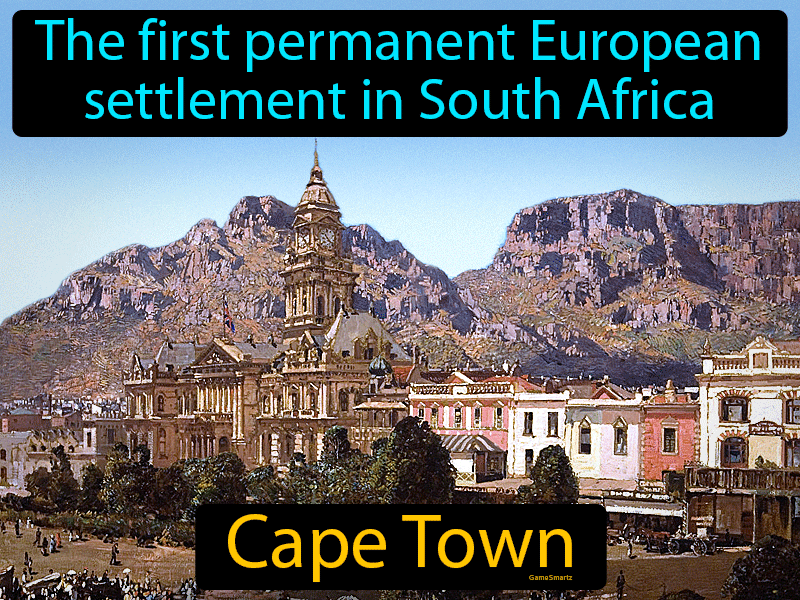 The first permanent European
settlement in South Africa
Cape Town
GameSmartz